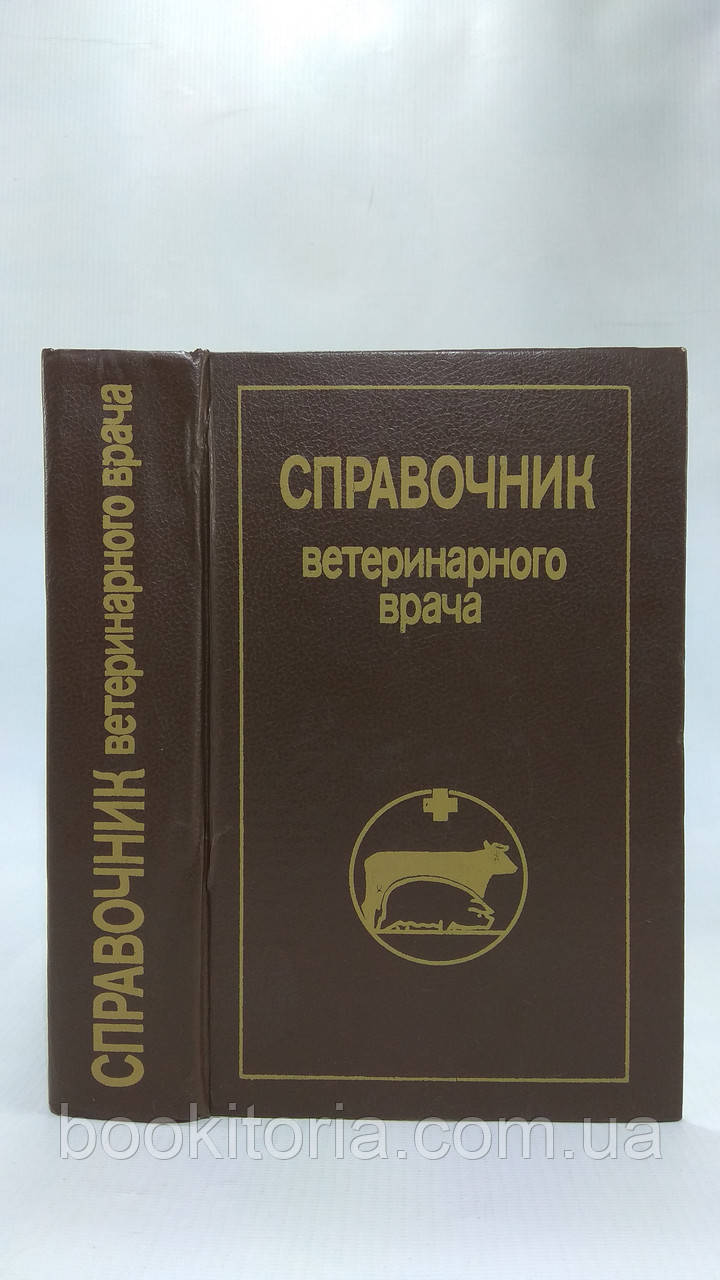 СПРАВОЧНИК ветеринарного врача
СПРАВОЧНИК
ветеринарного
врача
bookitoria.com.ua